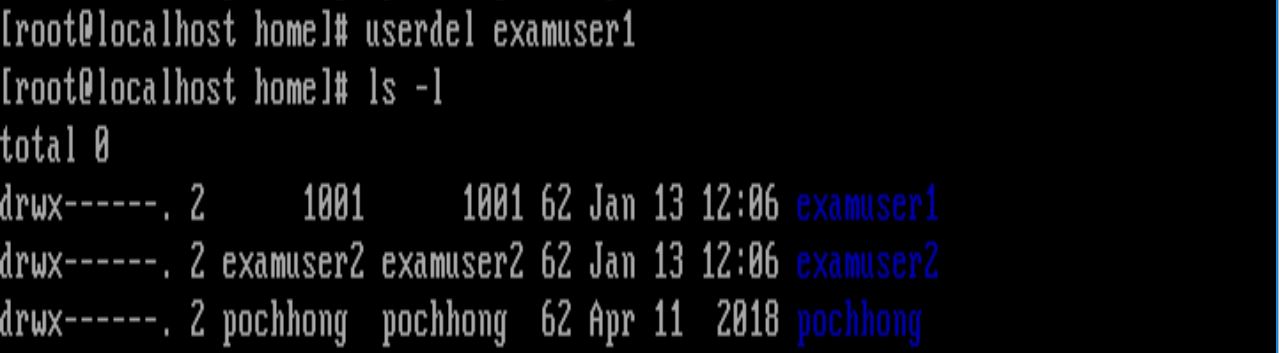 [root@localhost home]# userdel examuser1
[root@localhost home]# ls -l
total 0
drwx------. 2      1001      1001 62 Jan 13 12:06 examuser1
drwx------. 2 examuser2 examuser2 62 Jan 13 12:06 examuser2
drwx------. 2 pochhong  pochhong  62 Apr 11  2018 pochhong